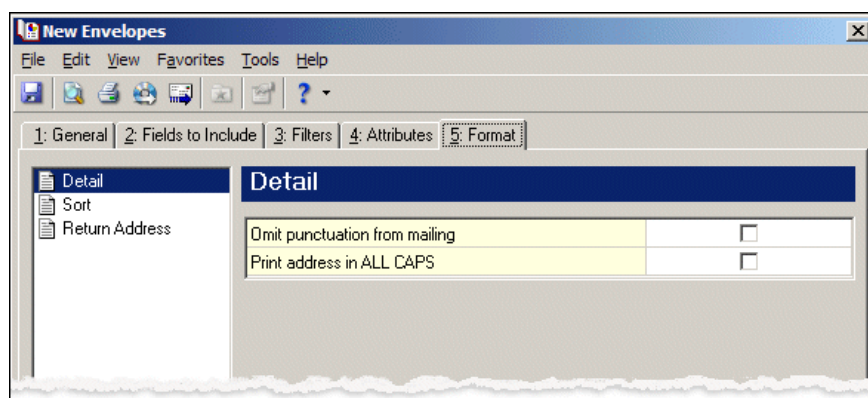 New Envelopes
File Edit View Favorites Tools Help
1: General 2: Fields to Include 3: Filters 4: Attributes 5: Format
Detail
Sort
Return Address
Detail
Omit punctuation from mailing
Print address in ALL CAPS